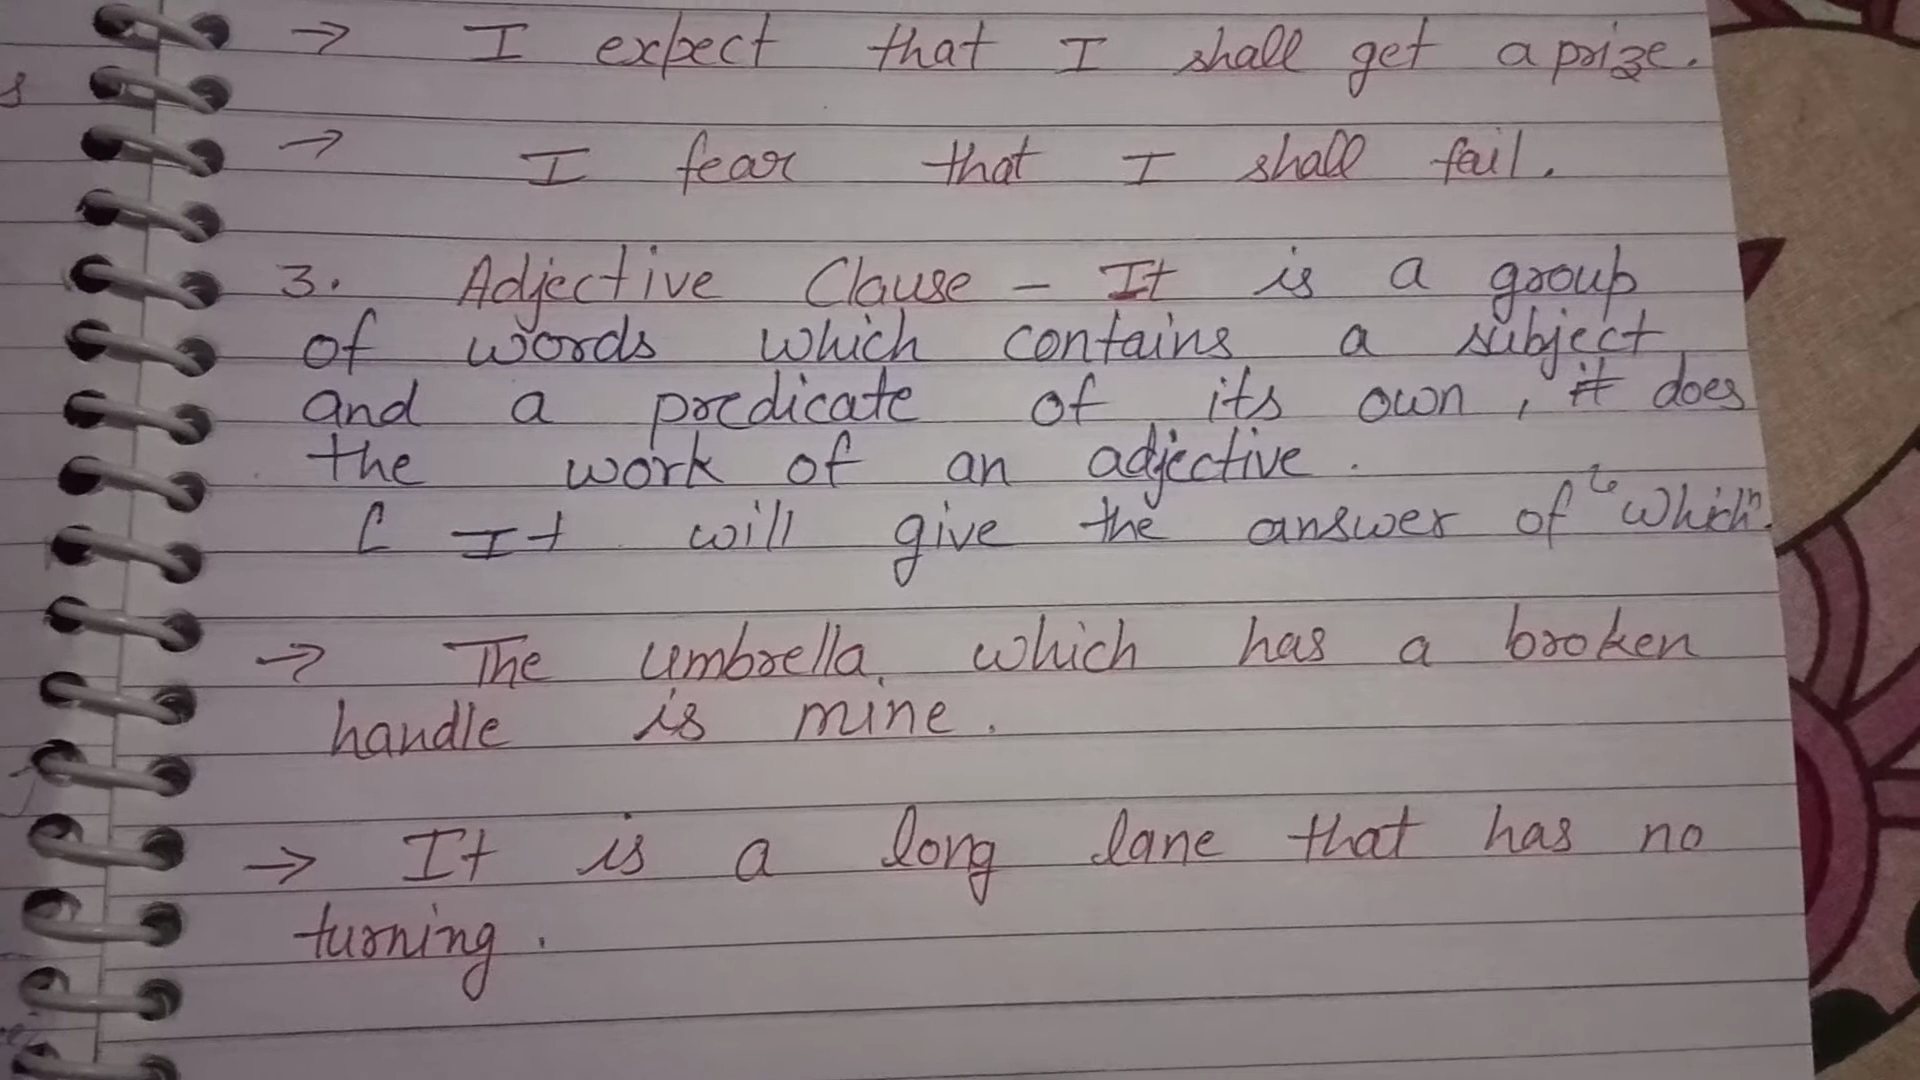 → I expect that I shall get a prize.
→ I fear that I shall fail.
3. Adjective Clause - It is a group
of words which contains a subject
and a predicate of its own, it does
the work of an adjective.
[ It will give the answer of "which".
→ The umbrella, which has a broken
handle is mine.
→ It is a long lane that has no
turning.